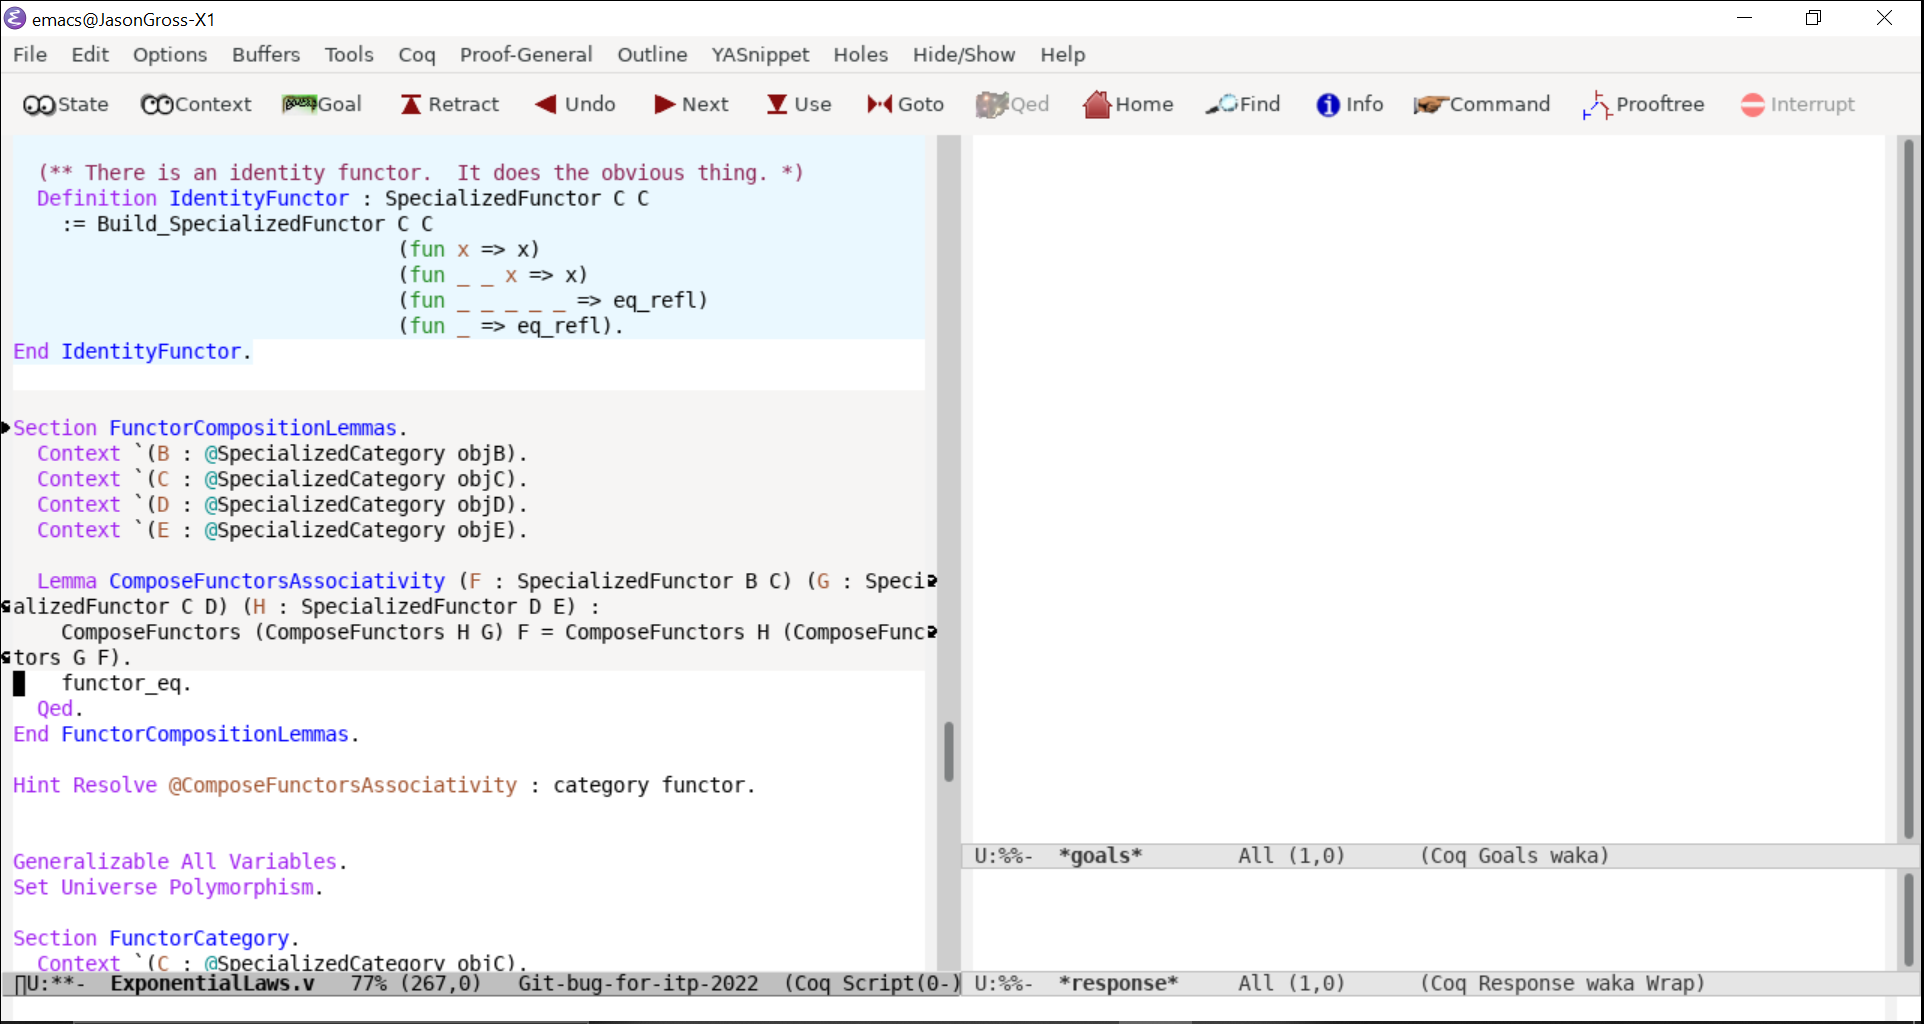 emacs@JasonGross-X1
File Edit Options Buffers Tools Coq Proof-General Outline YASnippet Holes Hide/Show Help
State Context Goal Retract Undo Next Use Goto Qed Home Find Info Command Prooftree Interrupt
(** There is an identity functor.  It does the obvious thing. *)
Definition IdentityFunctor : SpecializedFunctor C C
:= Build_SpecializedFunctor C C
(fun x => x)
(fun _ _ x => x)
(fun _ _ _ _ _ => eq_refl)
(fun _ => eq_refl).
End IdentityFunctor.
Section FunctorCompositionLemmas.
Context `(B : @SpecializedCategory objB).
Context `(C : @SpecializedCategory objC).
Context `(D : @SpecializedCategory objD).
Context `(E : @SpecializedCategory objE).
Lemma ComposeFunctorsAssociativity (F : SpecializedFunctor B C) (G : Speci
alizedFunctor C D) (H : SpecializedFunctor D E) :
ComposeFunctors (ComposeFunctors H G) F = ComposeFunctors H (ComposeFunc
tors G F).
functor_eq.
Qed.
End FunctorCompositionLemmas.
Hint Resolve @ComposeFunctorsAssociativity : category functor.
Generalizable All Variables.
Set Universe Polymorphism.
Section FunctorCategory.
Context `(C : @SpecializedCategory objC).
U:**-  ExponentialLaws.v   77% (267,0)   Git-bug-for-itp-2022  (Coq Script(0-)
U:%%-  *goals*        All (1,0)      (Coq Goals waka)
U:%%-  *response*     All (1,0)      (Coq Response waka Wrap)